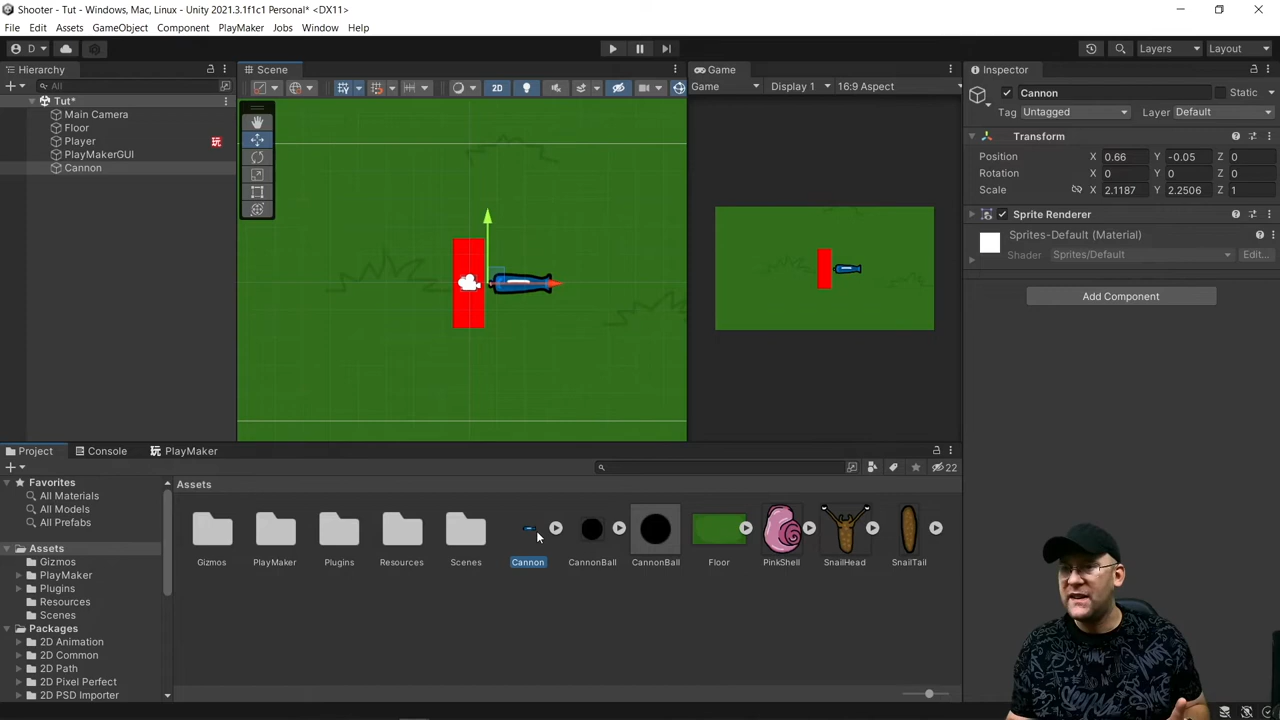 Shooter - Tut - Windows, Mac, Linux - Unity 2021.3.1f1c1 Personal* <DX11>
File Edit Assets GameObject Component PlayMaker Jobs Window Help
D Layers Layout
Hierarchy Scene Game Inspector
All 2D Game Display 1 16:9 Aspect Cannon Static
Tut* Tag Untagged Layer Default
Main Camera
Floor
Player
PlayMakerGUI
Cannon
Transform
Position X 0.66 Y -0.05 Z 0
Rotation X 0 Y 0 Z 0
Scale X 2.1187 Y 2.2506 Z 1
Sprite Renderer
Sprites-Default (Material)
Shader Sprites/Default Edit...
Add Component
Project Console PlayMaker
22
Favorites
All Materials
All Models
All Prefabs
Assets
Gizmos
PlayMaker
Plugins
Resources
Scenes
Packages
2D Animation
2D Common
2D Path
2D Pixel Perfect
2D PSD Importer
Assets
Gizmos PlayMaker Plugins Resources Scenes Cannon CannonBall CannonBall Floor PinkShell SnailHead SnailTail